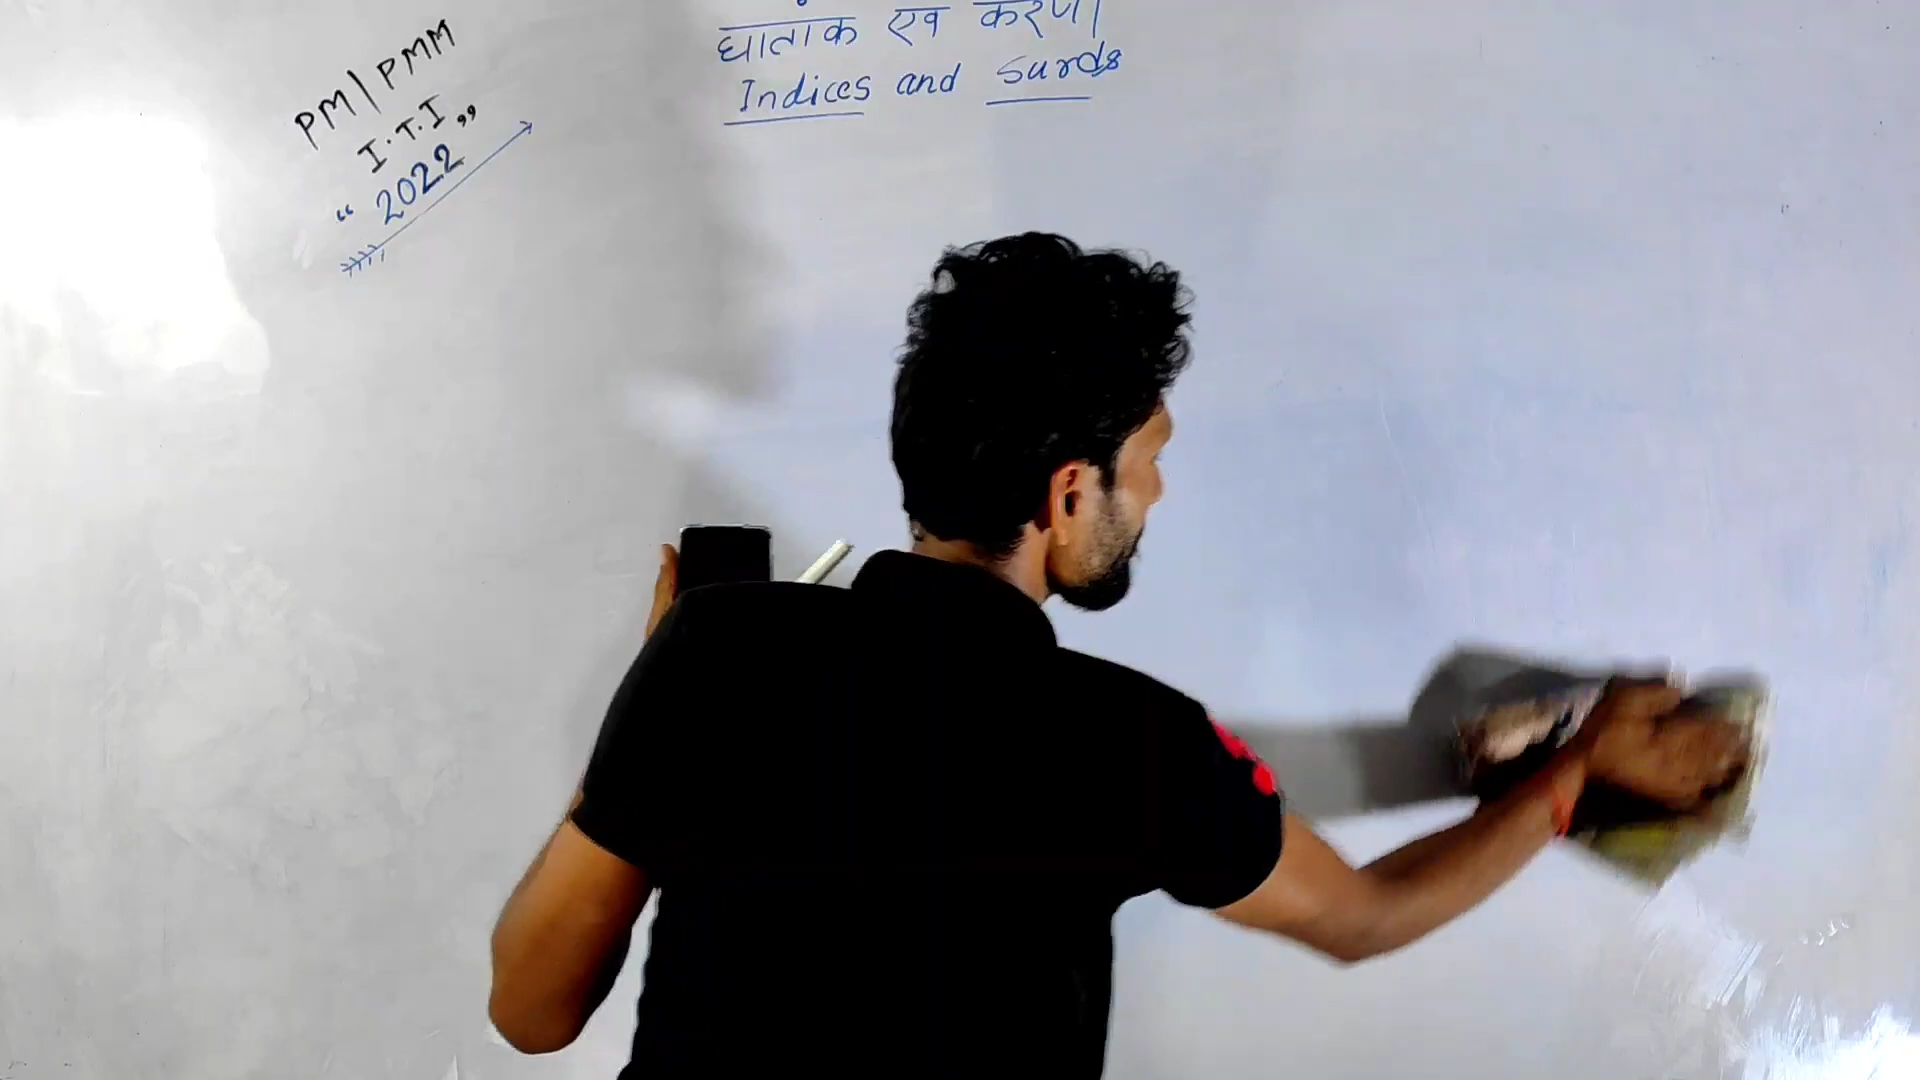 PM|PMM
I.T.I
“ 2022 ”
घातांक एवं करणी
Indices and Surds